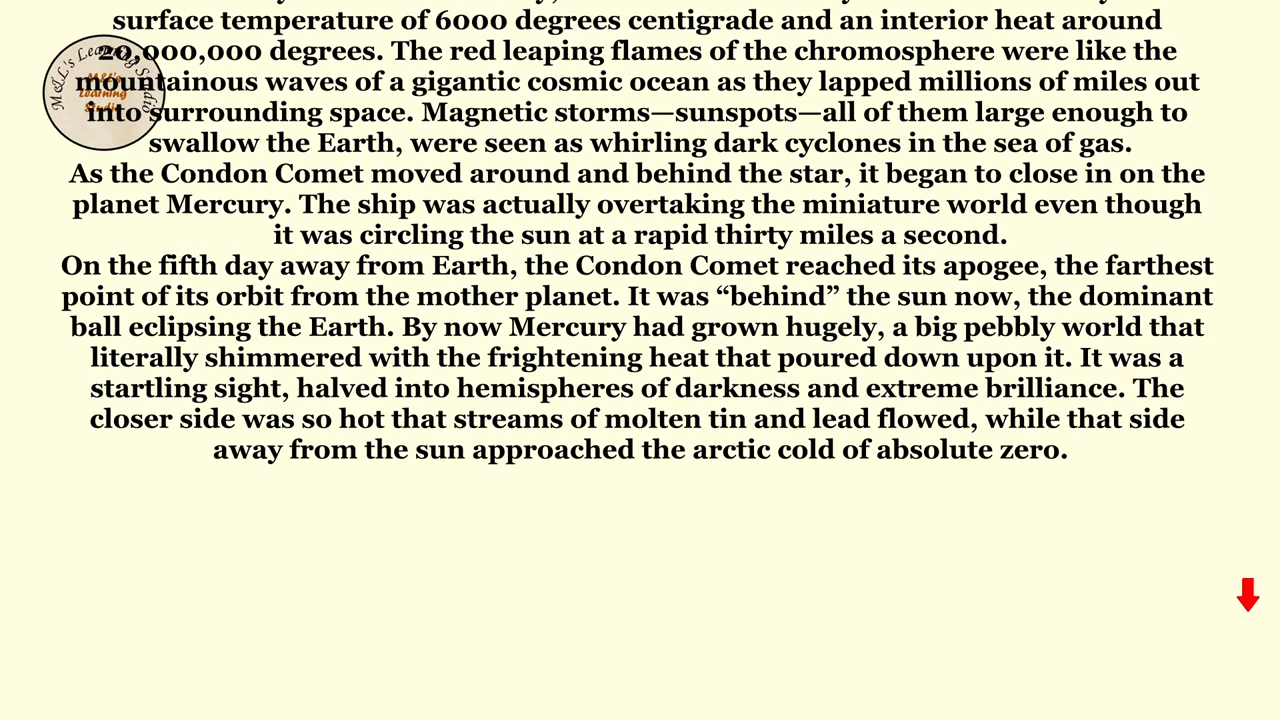 surface temperature of 6000 degrees centigrade and an interior heat around
20,000,000 degrees. The red leaping flames of the chromosphere were like the
mountainous waves of a gigantic cosmic ocean as they lapped millions of miles out
into surrounding space. Magnetic storms—sunspots—all of them large enough to
swallow the Earth, were seen as whirling dark cyclones in the sea of gas.
As the Condon Comet moved around and behind the star, it began to close in on the
planet Mercury. The ship was actually overtaking the miniature world even though
it was circling the sun at a rapid thirty miles a second.
On the fifth day away from Earth, the Condon Comet reached its apogee, the farthest
point of its orbit from the mother planet. It was “behind” the sun now, the dominant
ball eclipsing the Earth. By now Mercury had grown hugely, a big pebbly world that
literally shimmered with the frightening heat that poured down upon it. It was a
startling sight, halved into hemispheres of darkness and extreme brilliance. The
closer side was so hot that streams of molten tin and lead flowed, while that side
away from the sun approached the arctic cold of absolute zero.
M&L's Learning Studio
M&L's
Learning
Studio